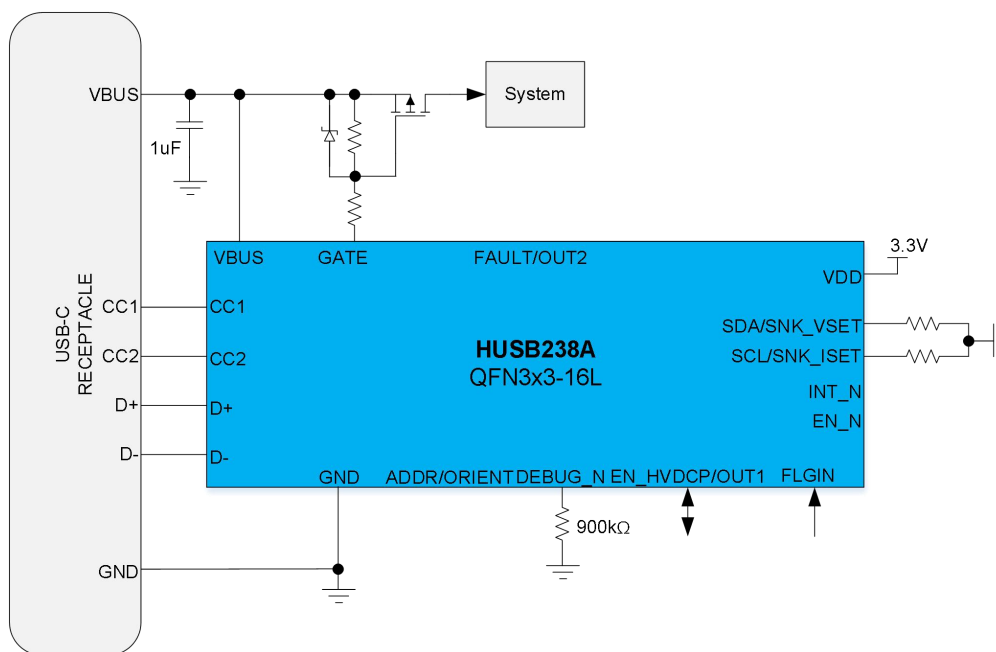 VBUS
System
1uF
VBUS
GATE
FAULT/OUT2
3.3V
VDD
USB-C
RECEPTACLE
CC1
CC1
SDA/SNK_VSET
CC2
CC2
HUSB238A
SCL/SNK_ISET
QFN3x3-16L
INT_N
D+
D+
EN_N
D-
D-
GND
ADDR/ORIENT
DEBUG_N
EN_HVDCP/OUT1
FLGIN
900kΩ
GND